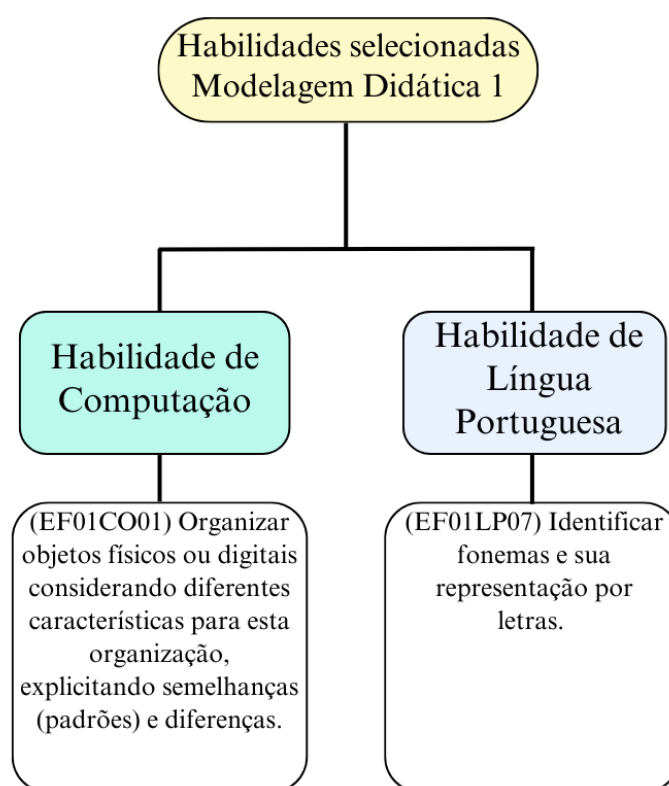 Habilidades selecionadas
Modelagem Didática 1
Habilidade de
Computação
Habilidade de
Língua
Portuguesa
(EF01CO01) Organizar
objetos físicos ou digitais
considerando diferentes
características para esta
organização,
explicitando semelhanças
(padrões) e diferenças.
(EF01LP07) Identificar
fonemas e sua
representação por
letras.